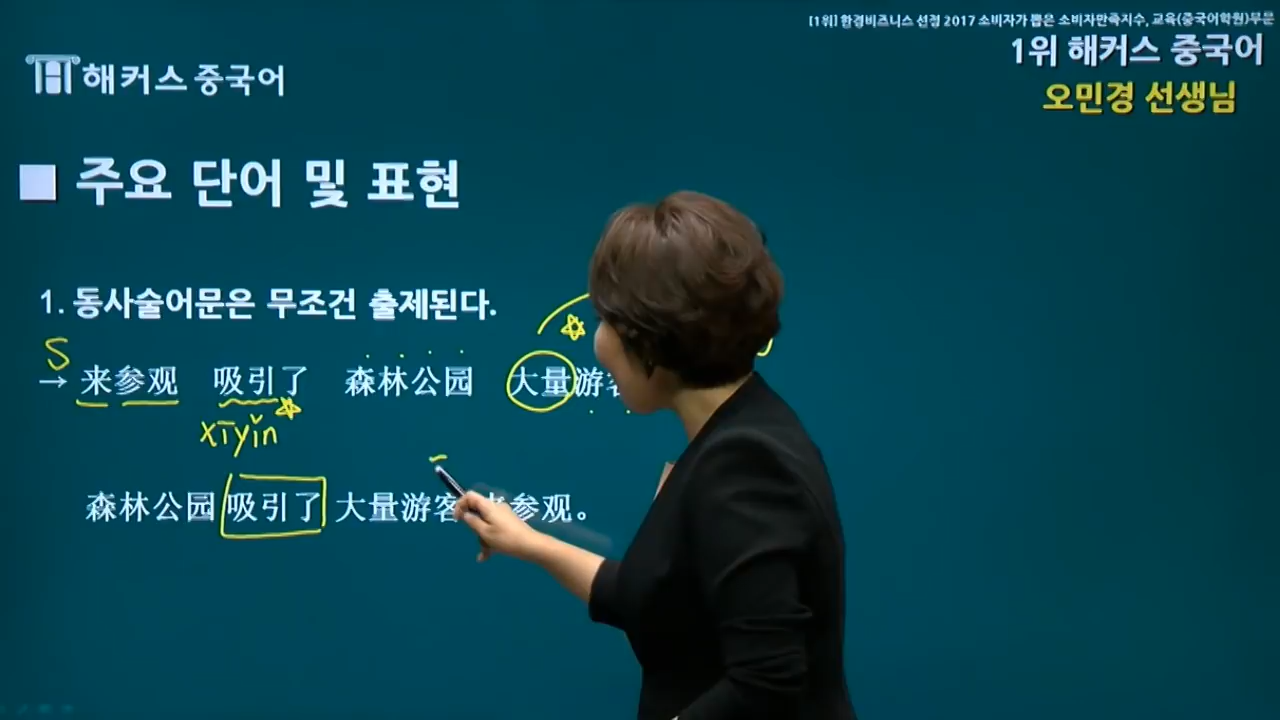 [1위] 환경비즈니스 선정 2017 소비자가 뽑은 소비자만족지수, 교육(중국어학원)부문
1위 해커스 중국어
오민경 선생님
해커스 중국어
■ 주요 단어 및 표현
1. 동사술어문은 무조건 출제된다.
S
→ 来参观 吸引了 森林公园 大量游客
xīyǐn
森林公园 吸引了 大量游客来参观。